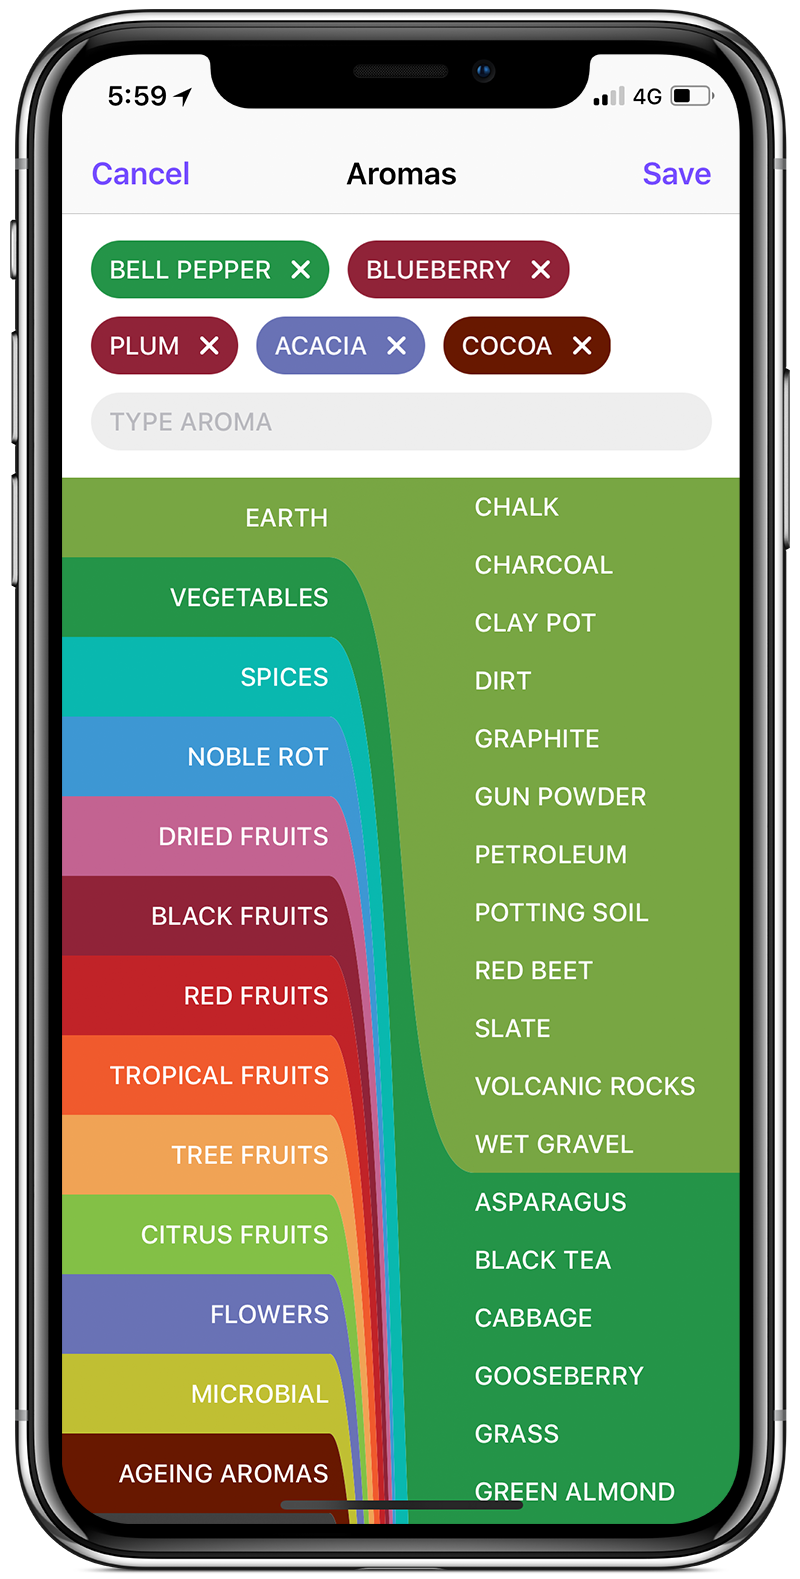 5:59 4G
Cancel Aromas Save
BELL PEPPER × BLUEBERRY ×
PLUM × ACACIA × COCOA ×
TYPE AROMA
EARTH
VEGETABLES
SPICES
NOBLE ROT
DRIED FRUITS
BLACK FRUITS
RED FRUITS
TROPICAL FRUITS
TREE FRUITS
CITRUS FRUITS
FLOWERS
MICROBIAL
AGEING AROMAS
CHALK
CHARCOAL
CLAY POT
DIRT
GRAPHITE
GUN POWDER
PETROLEUM
POTTING SOIL
RED BEET
SLATE
VOLCANIC ROCKS
WET GRAVEL
ASPARAGUS
BLACK TEA
CABBAGE
GOOSEBERRY
GRASS
GREEN ALMOND